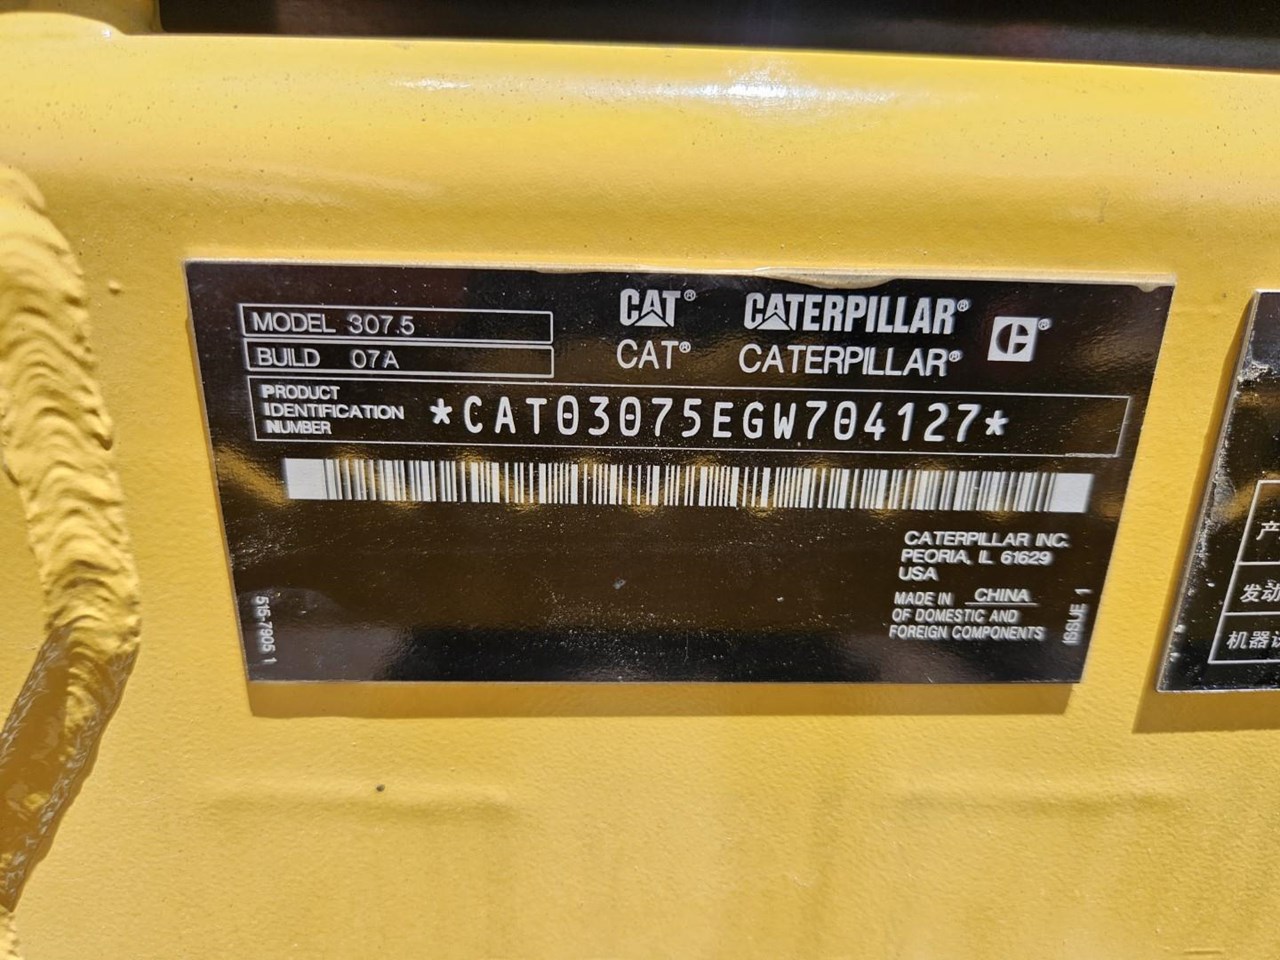 MODEL 307.5
BUILD 07A
CAT® CATERPILLAR®
CAT® CATERPILLAR®
PRODUCT
IDENTIFICATION
NUMBER
*CAT03075EGW704127*
CATERPILLAR INC.
PEORIA, IL 61629
USA
MADE IN CHINA
OF DOMESTIC AND
FOREIGN COMPONENTS
515-7905 1
ISSUE 1
产
发动
机器